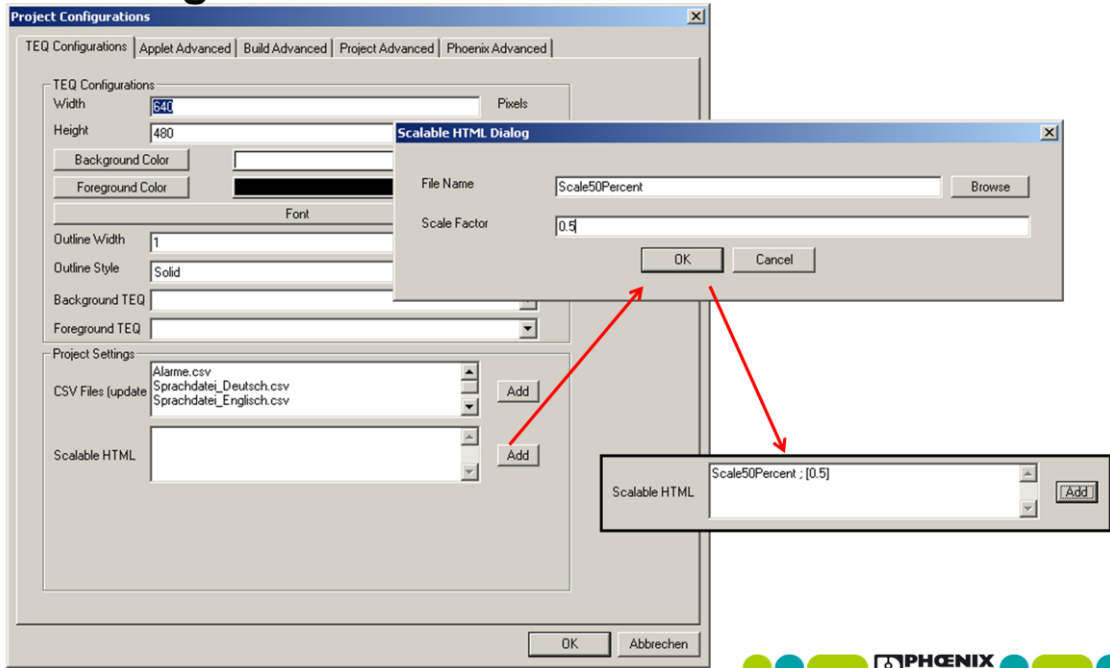 Project Configurations
TEQ Configurations Applet Advanced Build Advanced Project Advanced Phoenix Advanced
TEQ Configurations
Width 640 Pixels
Height 480
Background Color
Foreground Color
Font
Outline Width 1
Outline Style Solid
Background TEQ
Foreground TEQ
Scalable HTML Dialog
File Name Scale50Percent Browse
Scale Factor 0.5
OK Cancel
Project Settings
CSV Files (update
Alarme.csv
Sprachdatei_Deutsch.csv
Sprachdatei_Englisch.csv
Add
Scalable HTML Add
Scalable HTML Scale50Percent ; [0.5] Add
OK Abbrechen
PHŒNIX